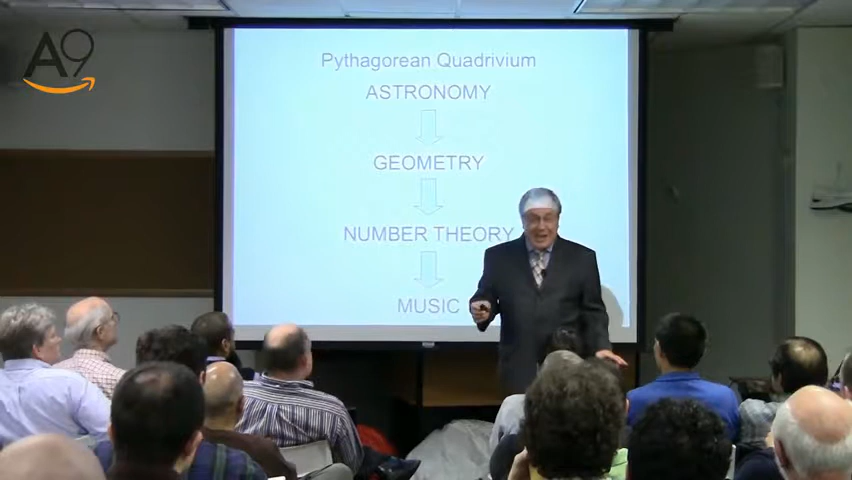 A9
Pythagorean Quadrivium
ASTRONOMY
GEOMETRY
NUMBER THEORY
MUSIC